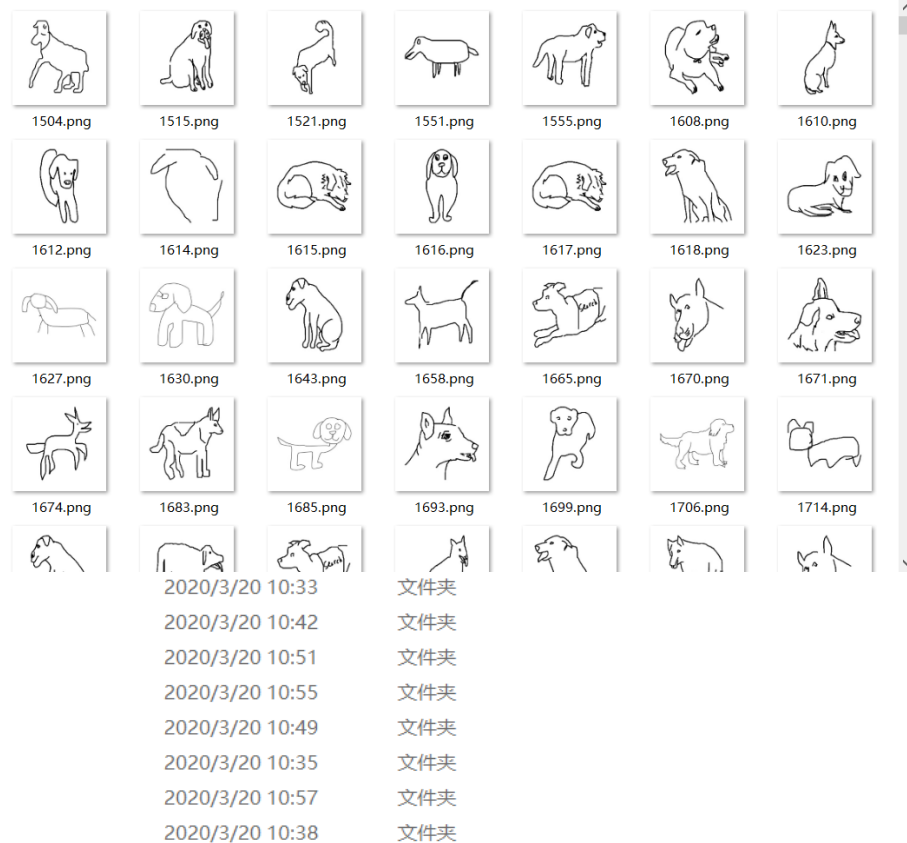 1504.png 1515.png 1521.png 1551.png 1555.png 1608.png 1610.png
1612.png 1614.png 1615.png 1616.png 1617.png 1618.png 1623.png
Search
1627.png 1630.png 1643.png 1658.png 1665.png 1670.png 1671.png
1674.png 1683.png 1685.png 1693.png 1699.png 1706.png 1714.png
Search
2020/3/20 10:33 文件夹
2020/3/20 10:42 文件夹
2020/3/20 10:51 文件夹
2020/3/20 10:55 文件夹
2020/3/20 10:49 文件夹
2020/3/20 10:35 文件夹
2020/3/20 10:57 文件夹
2020/3/20 10:38 文件夹